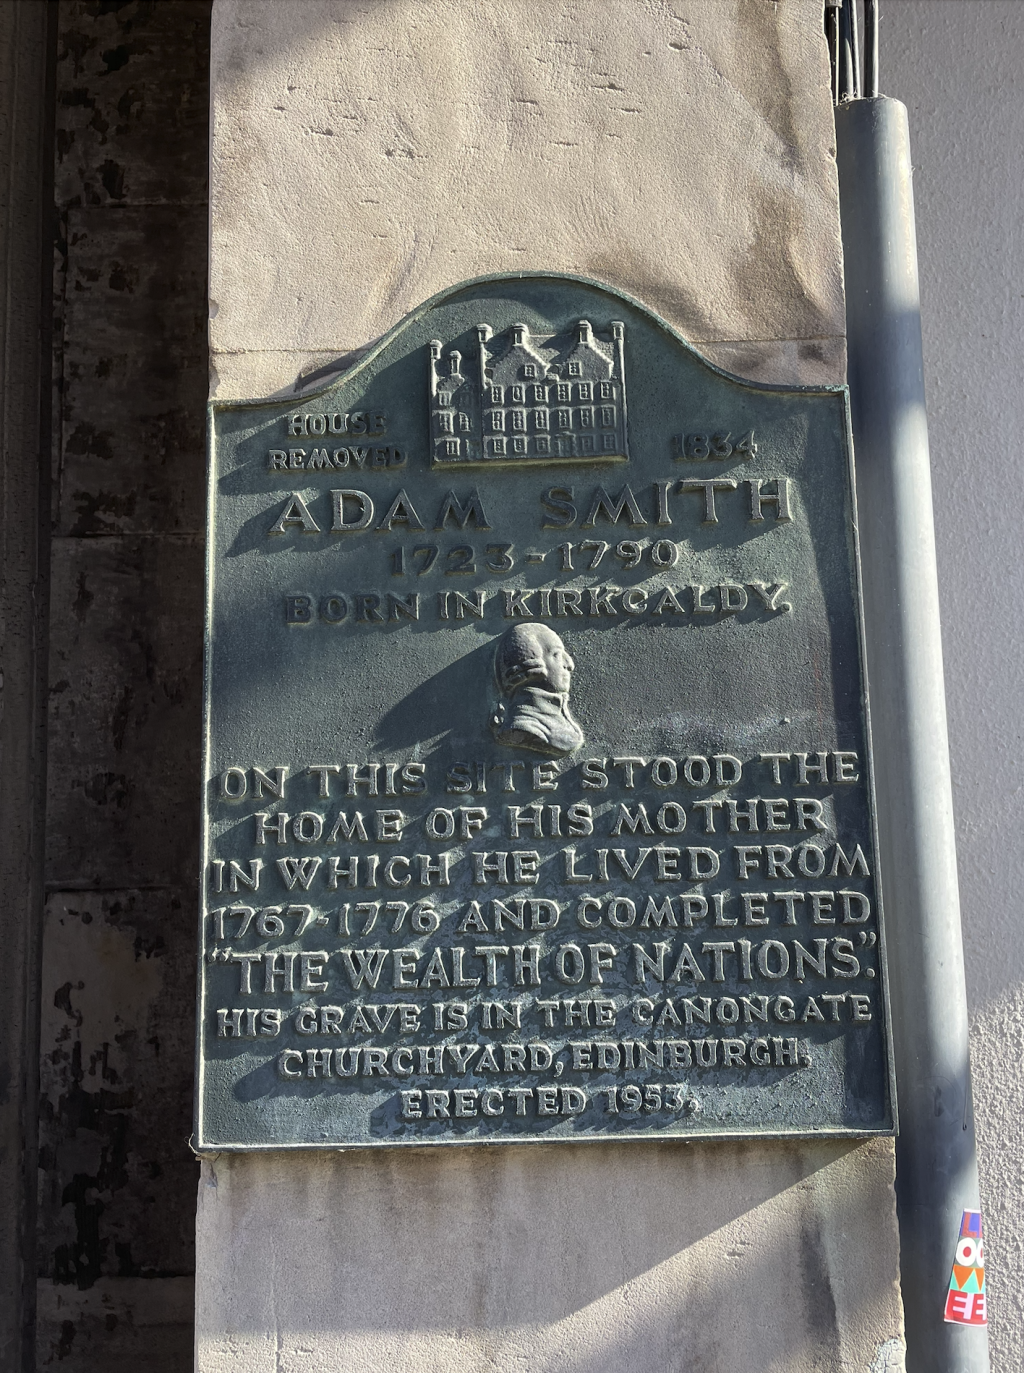 HOUSE
REMOVED 1834
ADAM SMITH
1723-1790
BORN IN KIRKCALDY.
ON THIS SITE STOOD THE
HOME OF HIS MOTHER
IN WHICH HE LIVED FROM
1767-1776 AND COMPLETED
"THE WEALTH OF NATIONS".
HIS GRAVE IS IN THE CANONGATE
CHURCHYARD, EDINBURGH.
ERECTED 1953.